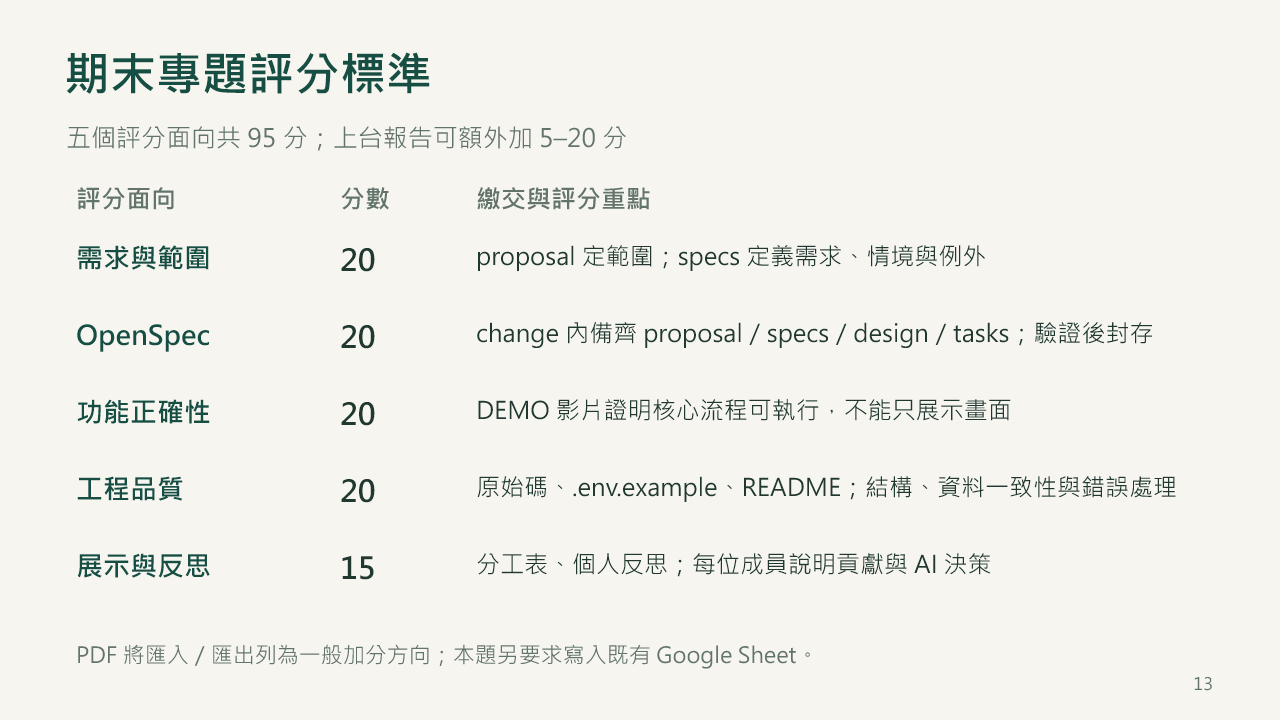 期末專題評分標準
五個評分面向共 95 分；上台報告可額外加 5–20 分
評分面向 分數 繳交與評分重點
需求與範圍 20 proposal 定範圍；specs 定義需求、情境與例外
OpenSpec 20 change 內備齊 proposal / specs / design / tasks；驗證後封存
功能正確性 20 DEMO 影片證明核心流程可執行，不能只展示畫面
工程品質 20 原始碼、.env.example、README；結構、資料一致性與錯誤處理
展示與反思 15 分工表、個人反思；每位成員說明貢獻與 AI 決策
PDF 將匯入 / 匯出列為一般加分方向；本題另要求寫入既有 Google Sheet。
13